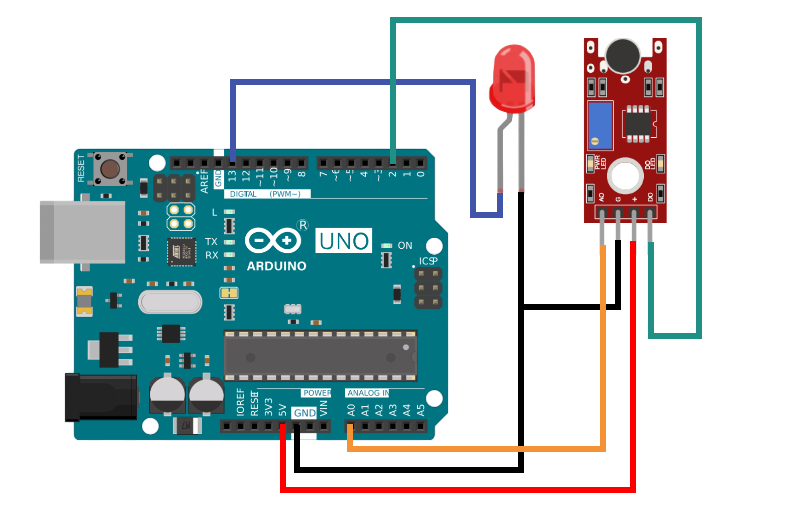 RESET
AREF
GND
13
12
~11
~10
~9
8
7
~6
~5
4
~3
2
1
0
DIGITAL (PWM~)
L
TX
RX
®
UNO
ARDUINO
ON
ICSP
IOREF
RESET
3V3
5V
GND
VIN
POWER
ANALOG IN
A0
A1
A2
A3
A4
A5
PWR
LED
DO
LED
AO
G
+
DO